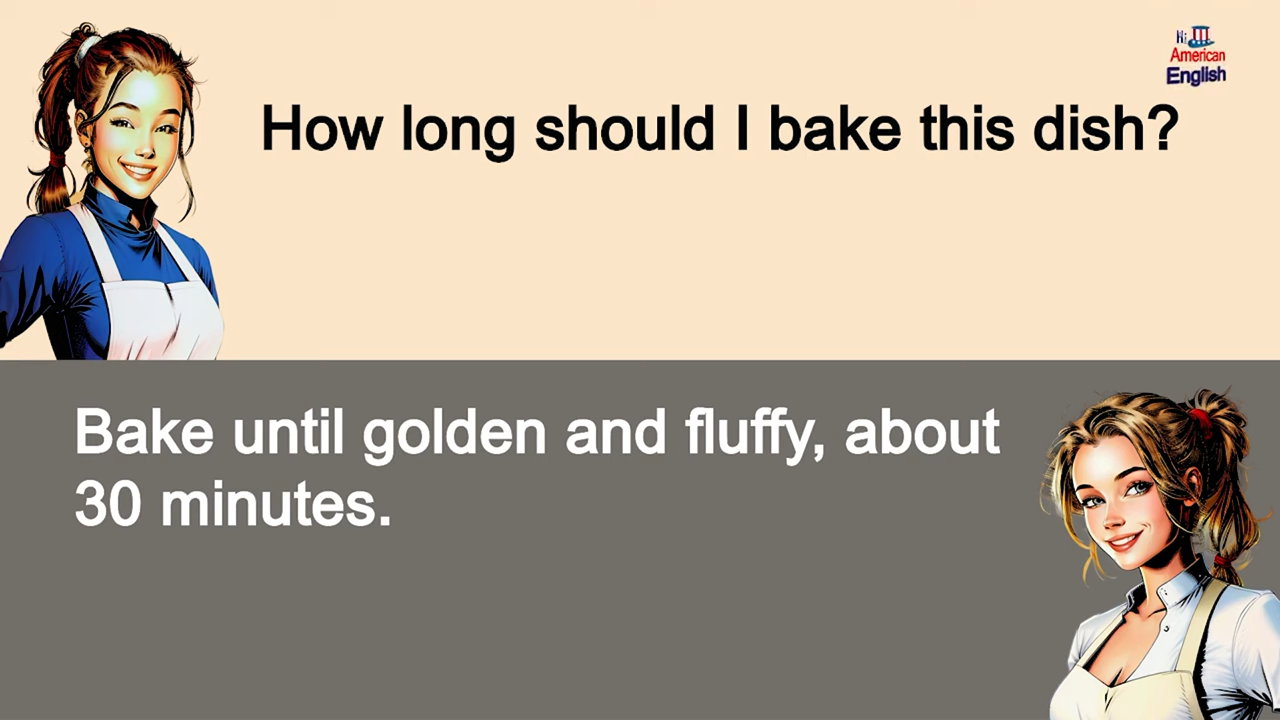 Hi
American
English
How long should I bake this dish?
Bake until golden and fluffy, about
30 minutes.